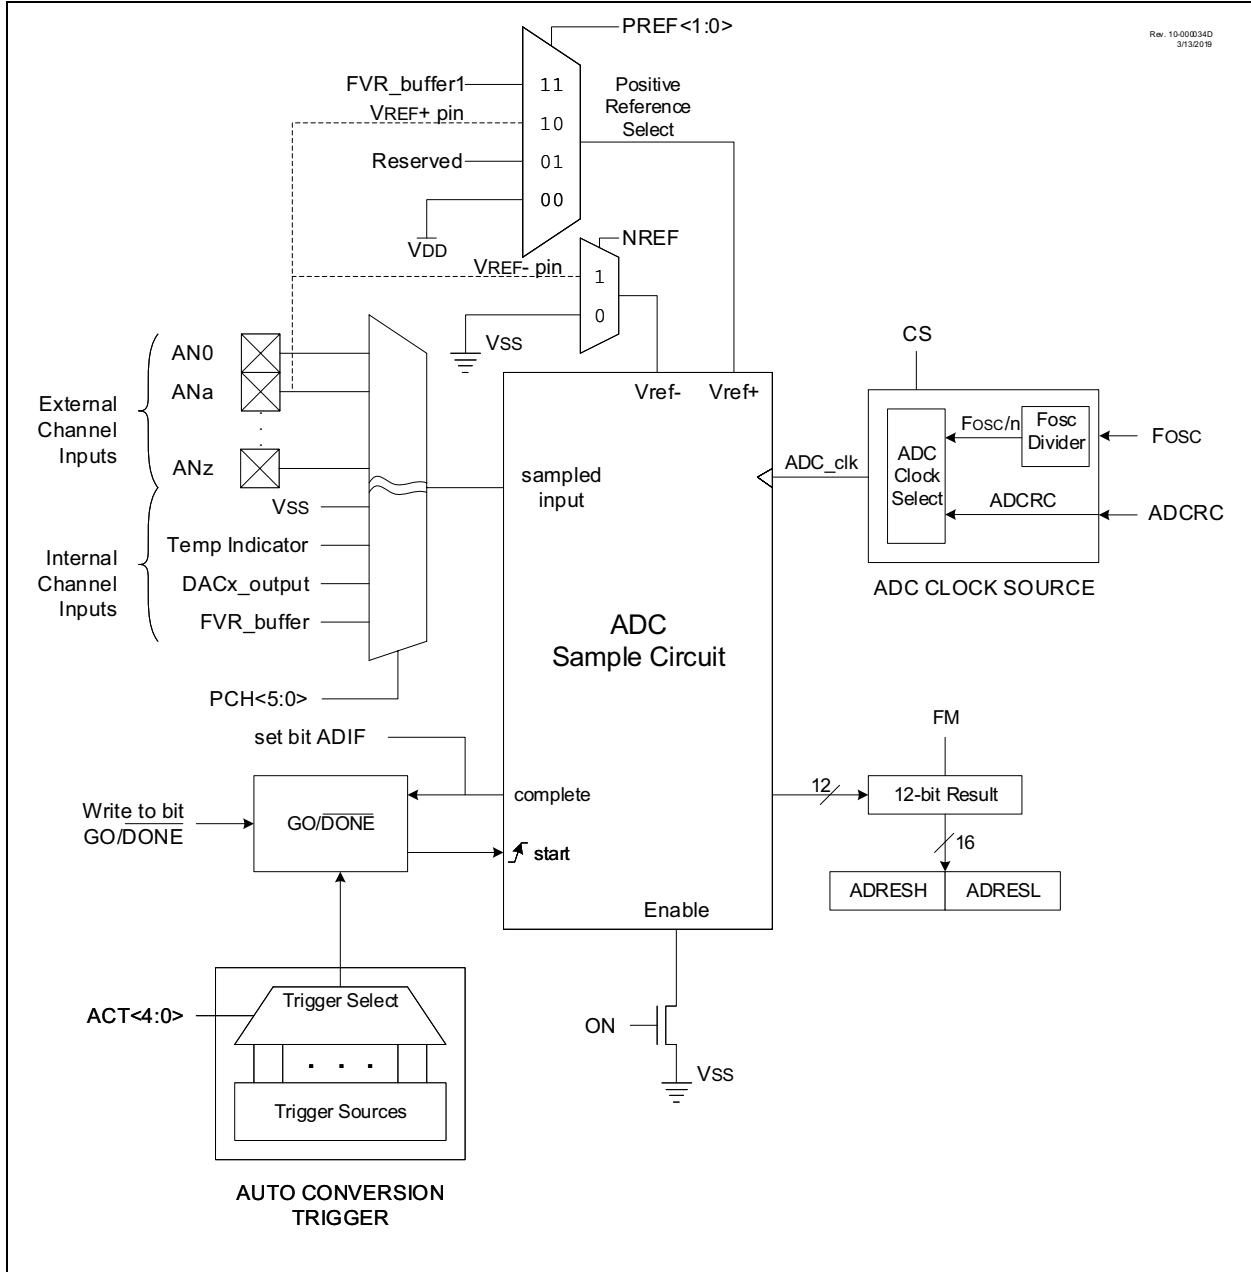 Rev. 10-000034D
3/13/2019
PREF<1:0>
FVR_buffer1
11
Positive
Reference
Select
VREF+ pin
10
Reserved
01
00
VDD
NREF
VREF- pin
1
0
VSS
External
Channel
Inputs
AN0
ANa
ANz
Internal
Channel
Inputs
VSS
Temp Indicator
DACx_output
FVR_buffer
PCH<5:0>
Vref-
Vref+
sampled
input
ADC_clk
CS
ADC
Clock
Select
FOSC/n
Fosc
Divider
FOSC
ADCRC
ADCRC
ADC CLOCK SOURCE
ADC
Sample Circuit
set bit ADIF
Write to bit
GO/DONE
GO/DONE
complete
start
Enable
FM
12
12-bit Result
16
ADRESH
ADRESL
ACT<4:0>
Trigger Select
. . .
Trigger Sources
AUTO CONVERSION
TRIGGER
ON
VSS